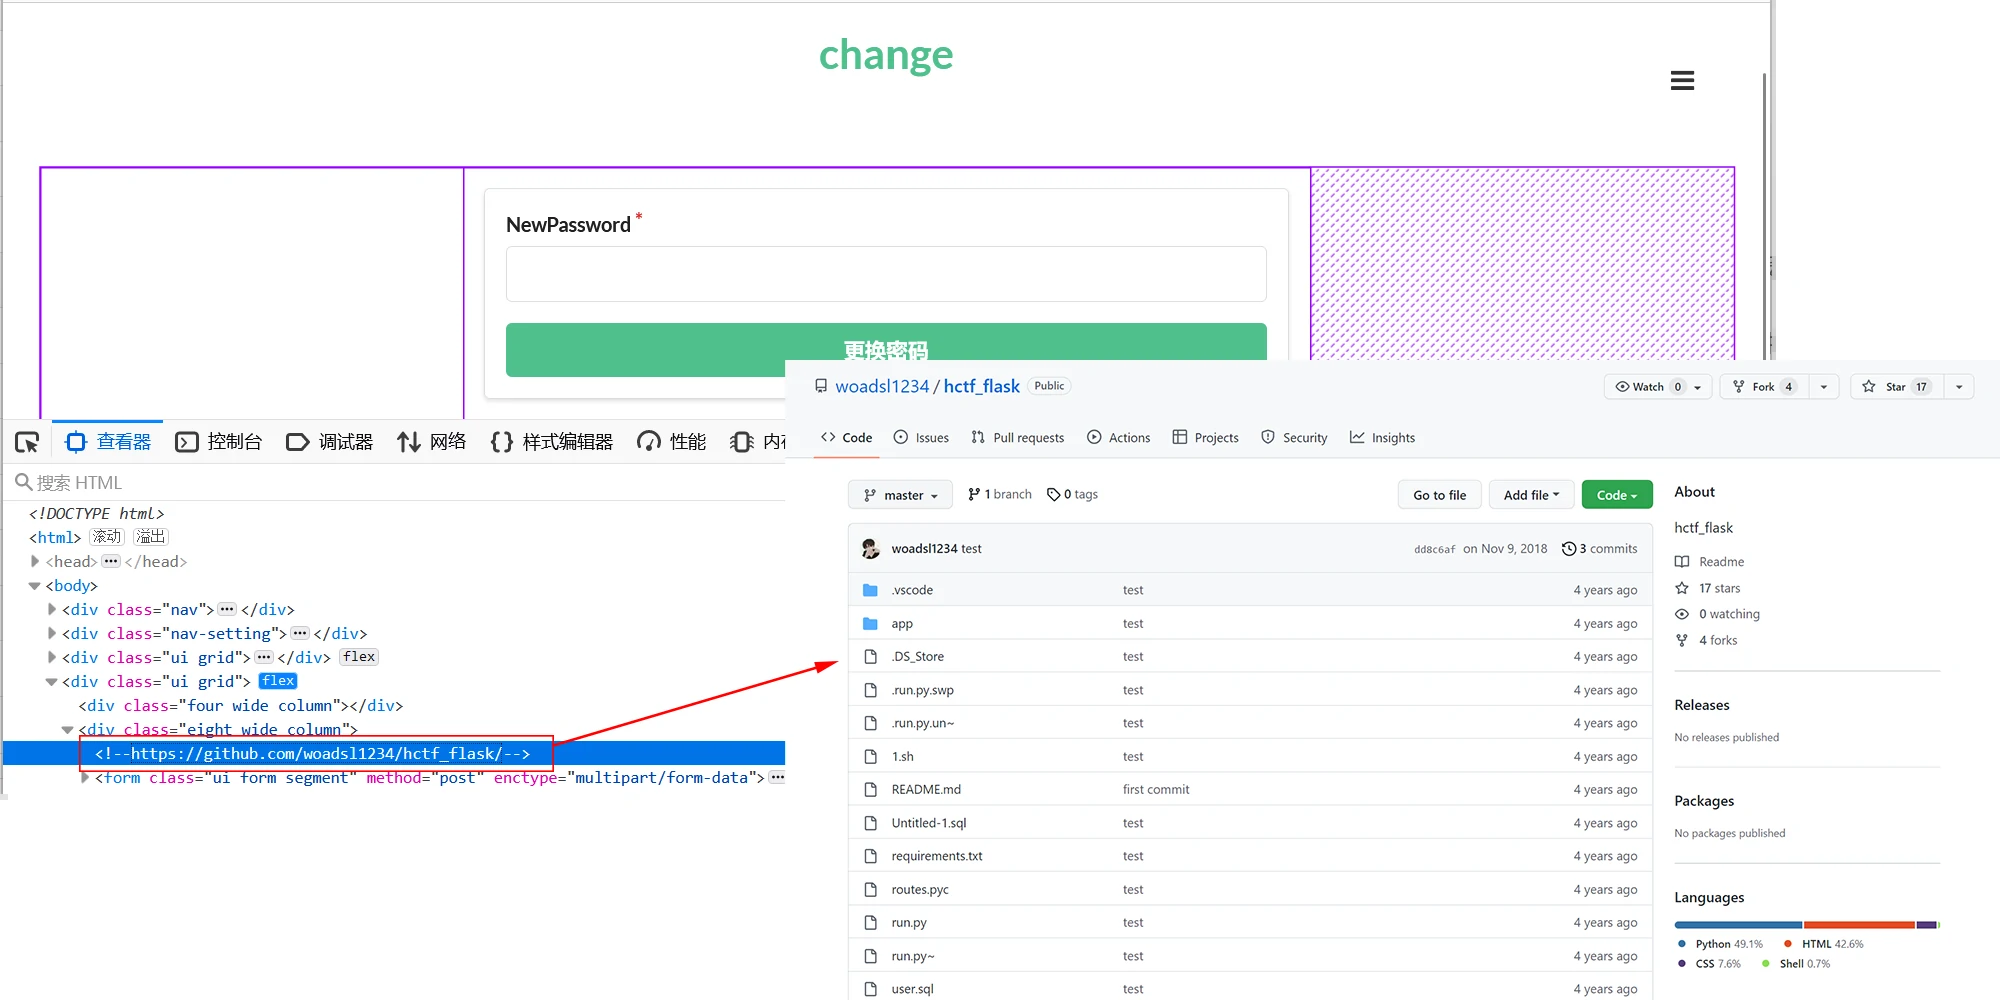 change
NewPassword *
更换密码
查看器 控制台 调试器 网络 {} 样式编辑器 性能
搜索 HTML
<!DOCTYPE html>
<html> 滚动 溢出
<head> ••• </head>
<body>
<div class="nav"> ••• </div>
<div class="nav-setting"> ••• </div>
<div class="ui grid"> ••• </div> flex
<div class="ui grid"> flex
<div class="four wide column"></div>
<div class="eight wide column">
<!--https://github.com/woadsl1234/hctf_flask/-->
<form class="ui form segment" method="post" enctype="multipart/form-data"> •••
woadsl1234 / hctf_flask Public
Watch 0 Fork 4 Star 17
Code Issues Pull requests Actions Projects Security Insights
master 1 branch 0 tags Go to file Add file Code
woadsl1234 test dd8c6af on Nov 9, 2018 3 commits
.vscode test 4 years ago
app test 4 years ago
.DS_Store test 4 years ago
.run.py.swp test 4 years ago
.run.py.un~ test 4 years ago
1.sh test 4 years ago
README.md first commit 4 years ago
Untitled-1.sql test 4 years ago
requirements.txt test 4 years ago
routes.pyc test 4 years ago
run.py test 4 years ago
run.py~ test 4 years ago
user.sql test 4 years ago
About
hctf_flask
Readme
17 stars
0 watching
4 forks
Releases
No releases published
Packages
No packages published
Languages
Python 49.1% HTML 42.6%
CSS 7.6% Shell 0.7%